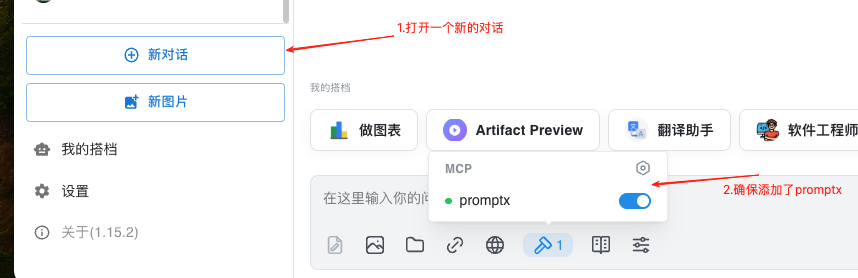 1.打开一个新的对话
新对话
新图片
我的搭档
设置
关于(1.15.2)
我的搭档
做图表
Artifact Preview
翻译助手
软件工程师
MCP
promptx
2.确保添加了promptx
在这里输入你的问
1